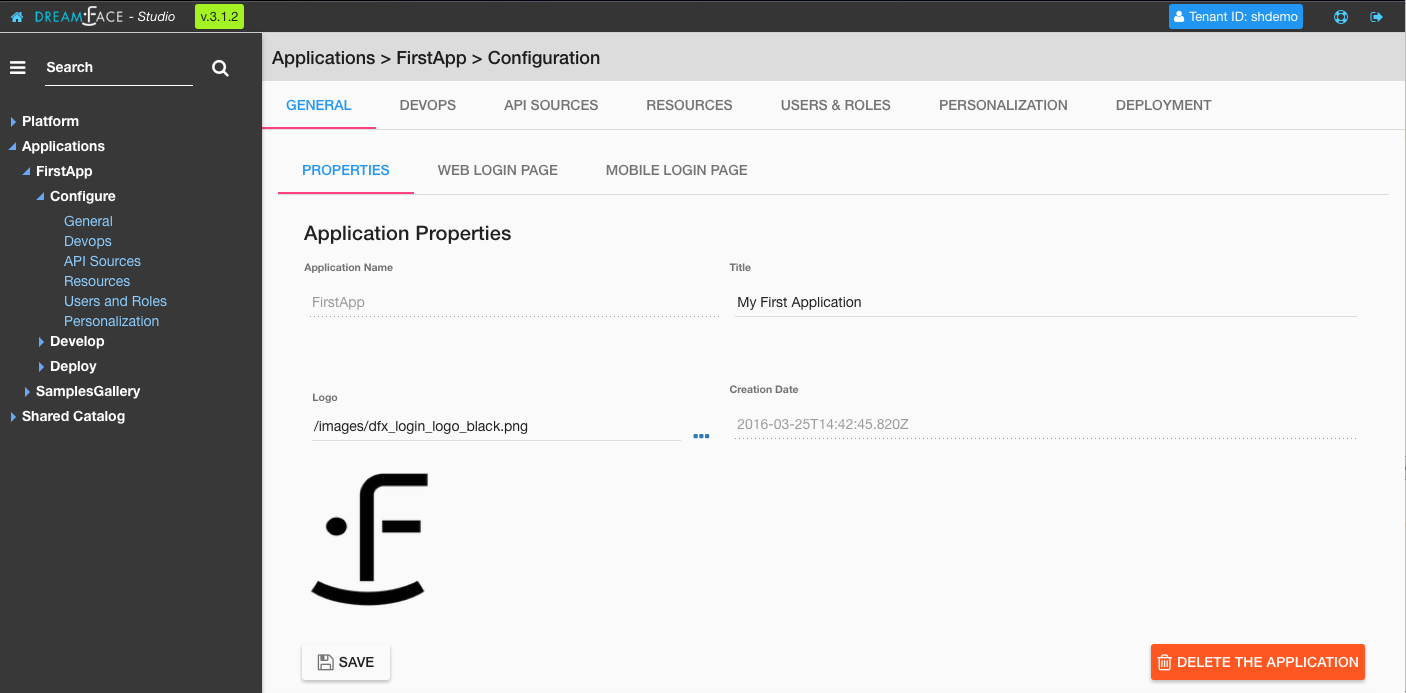 DREAMFACE - Studio v.3.1.2 Tenant ID: shdemo
Search
Platform
Applications
FirstApp
Configure
General
Devops
API Sources
Resources
Users and Roles
Personalization
Develop
Deploy
SamplesGallery
Shared Catalog
Applications > FirstApp > Configuration
GENERAL DEVOPS API SOURCES RESOURCES USERS & ROLES PERSONALIZATION DEPLOYMENT
PROPERTIES WEB LOGIN PAGE MOBILE LOGIN PAGE
Application Properties
Application Name Title
FirstApp My First Application
Logo Creation Date
/images/dfx_login_logo_black.png 2016-03-25T14:42:45.820Z
SAVE DELETE THE APPLICATION